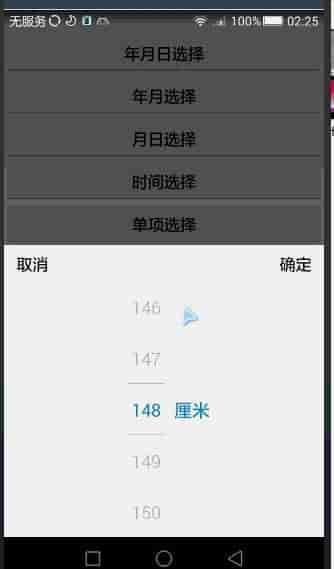 无服务 100% 02:25
年月日选择
年月选择
月日选择
时间选择
单项选择
取消 确定
146
147
148 厘米
149
150